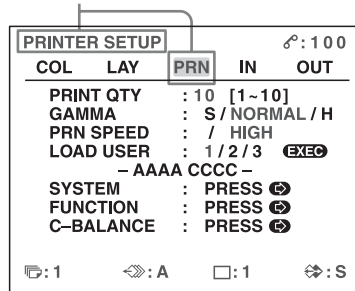 PRINTER SETUP :100
COL LAY PRN IN OUT
PRINT QTY : 10 [1~10]
GAMMA : S / NORMAL / H
PRN SPEED : / HIGH
LOAD USER : 1 / 2 / 3 EXEC
– AAAA CCCC –
SYSTEM : PRESS
FUNCTION : PRESS
C–BALANCE : PRESS
:1 :A :1 :S